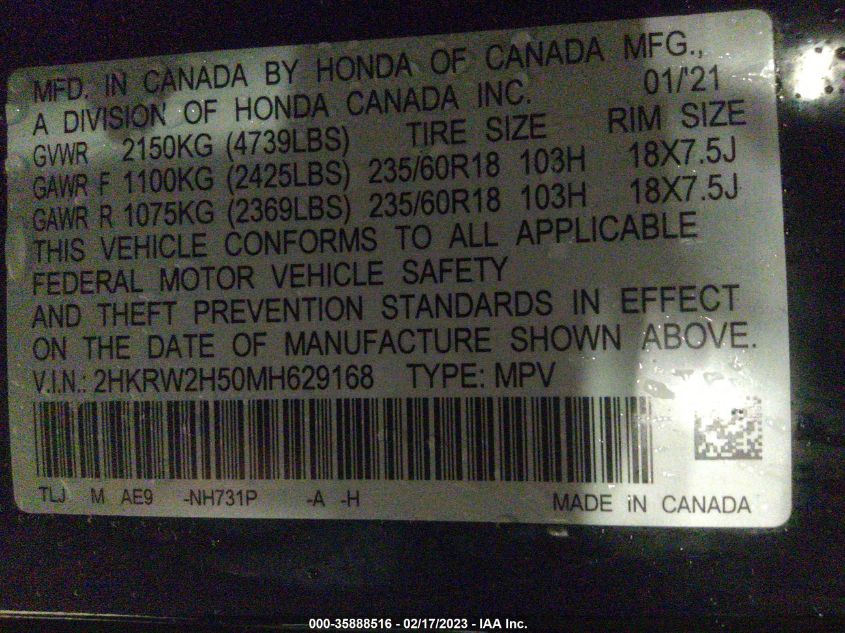 MFD. IN CANADA BY HONDA OF CANADA MFG.,
A DIVISION OF HONDA CANADA INC. 01/'21
GVWR 2150KG (4739LBS) TIRE SIZE RIM SIZE
GAWR F 1100KG (2425LBS) 235/60R18 103H 18X7.5J
GAWR R 1075KG (2369LBS) 235/60R18 103H 18X7.5J
THIS VEHICLE CONFORMS TO ALL APPLICABLE
FEDERAL MOTOR VEHICLE SAFETY
AND THEFT PREVENTION STANDARDS IN EFFECT
ON THE DATE OF MANUFACTURE SHOWN ABOVE.
V.I.N.: 2HKRW2H50MH629168 TYPE: MPV
TLJ M AE9 -NH731P -A -H MADE IN CANADA
000-35888516 - 02/17/2023 - IAA Inc.